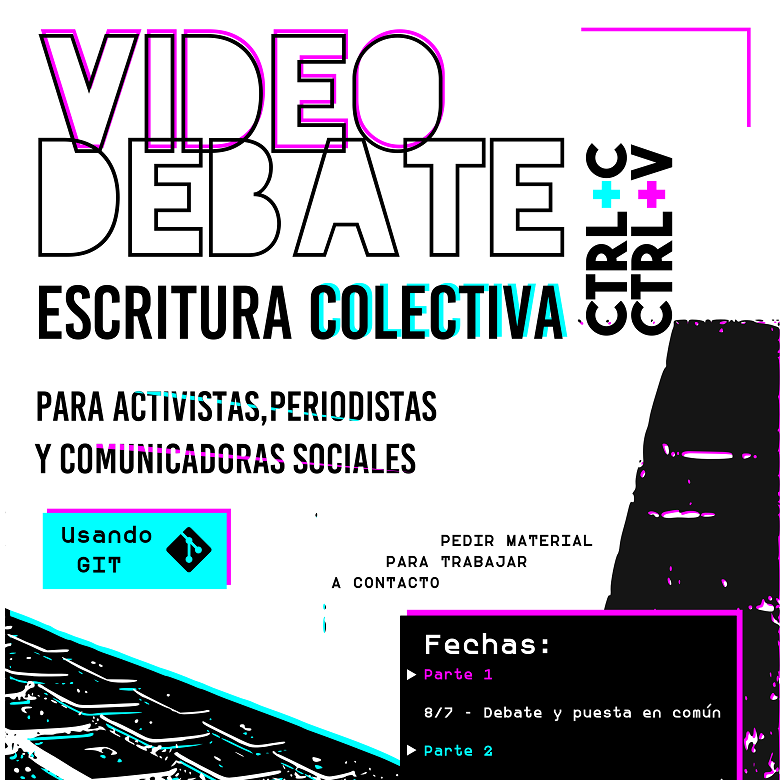 VIDEO
DEBATE
CTRL+C
CTRL+V
ESCRITURA COLECTIVA
PARA ACTIVISTAS,PERIODISTAS
Y COMUNICADORAS SOCIALES
Usando
GIT
PEDIR MATERIAL
PARA TRABAJAR
A CONTACTO
Fechas:
Parte 1
8/7 - Debate y puesta en común
Parte 2